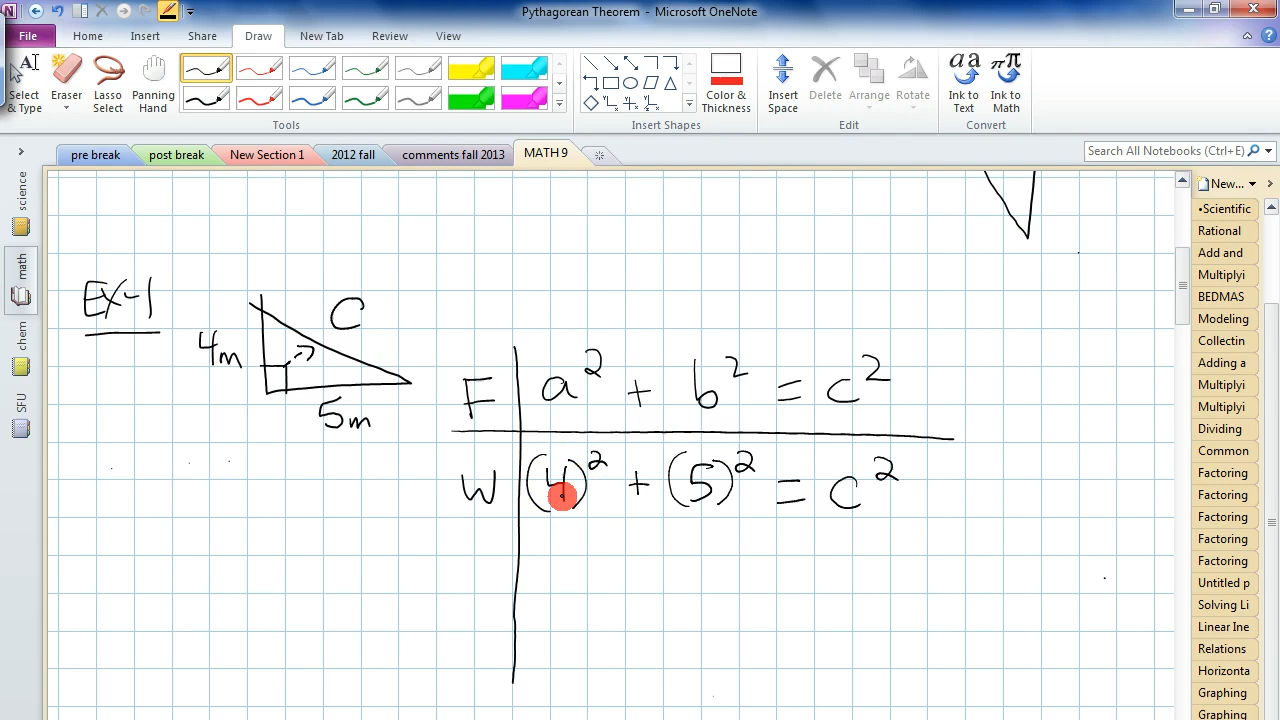 Pythagorean Theorem - Microsoft OneNote
File Home Insert Share Draw New Tab Review View
Select & Type
Eraser
Lasso Select
Panning Hand
Color & Thickness
Insert Space
Delete
Arrange
Rotate
Ink to Text
Ink to Math
Tools Insert Shapes Edit Convert
pre break post break New Section 1 2012 fall comments fall 2013 MATH 9
Search All Notebooks (Ctrl+E)
science
math
chem
SFU
New...
•Scientific
Rational
Add and
Multiplyi
BEDMAS
Modeling
Collectin
Adding a
Multiplyi
Multiplyi
Dividing
Common
Factoring
Factoring
Factoring
Factoring
Factoring
Untitled p
Solving Li
Linear Ine
Relations
Horizonta
Graphing
Graphing
EX-1
C
4m
5m
F a² + b² = c²
W (4)² + (5)² = c²